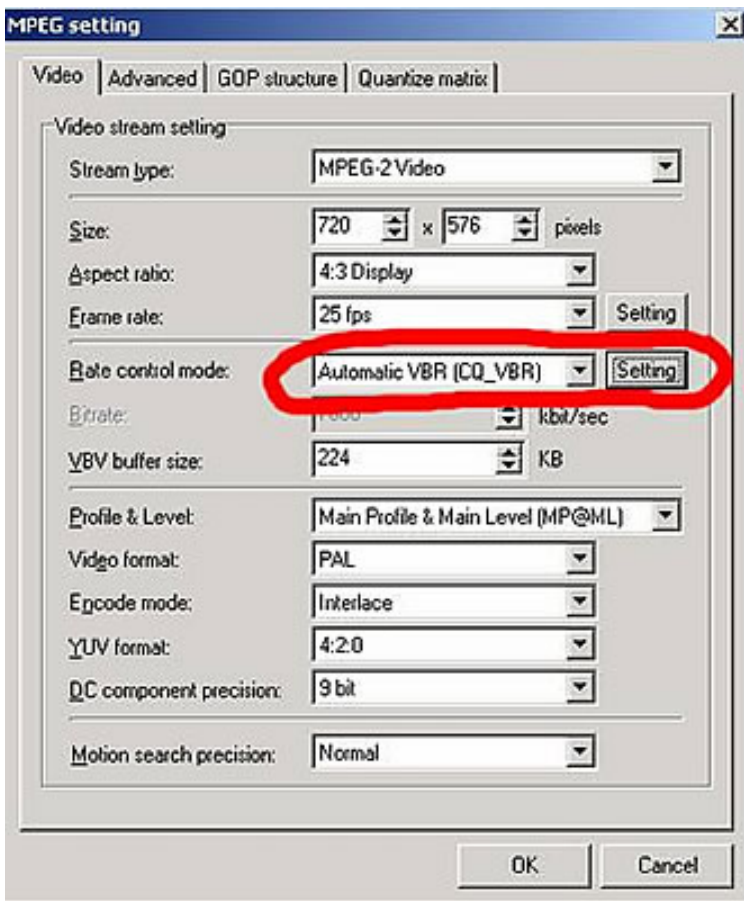 MPEG setting
Video Advanced GOP structure Quantize matrix
Video stream setting
Stream type: MPEG-2 Video
Size: 720 x 576 pixels
Aspect ratio: 4:3 Display
Frame rate: 25 fps Setting
Rate control mode: Automatic VBR (CQ_VBR) Setting
Bitrate: kbit/sec
VBV buffer size: 224 KB
Profile & Level: Main Profile & Main Level (MP@ML)
Video format: PAL
Encode mode: Interlace
YUV format: 4:2:0
DC component precision: 9 bit
Motion search precision: Normal
OK Cancel